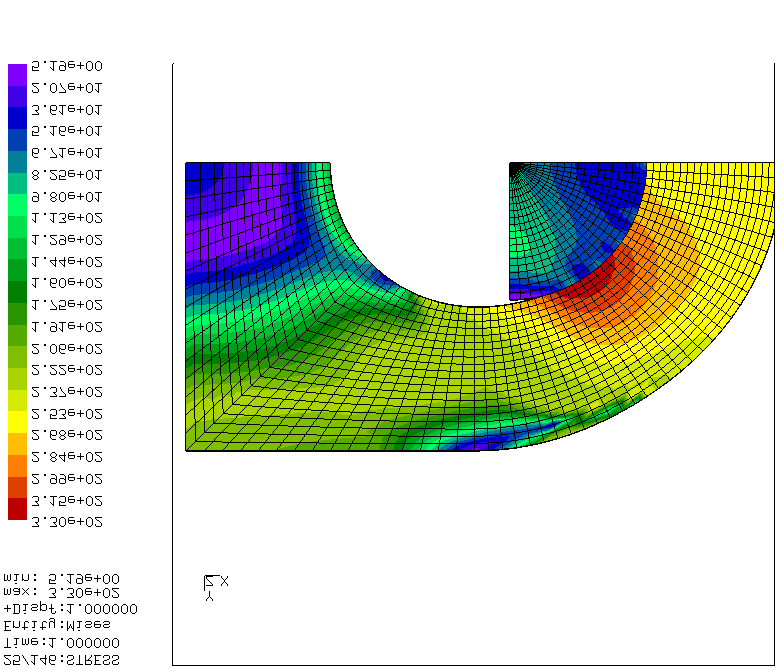 25/146:STRESS
Time:1.000000
Entity:Mises
+DispF:1.000000
max: 3.30e+02
min: 5.19e+00
Y
Z X
3.30e+02
3.15e+02
2.99e+02
2.84e+02
2.68e+02
2.53e+02
2.37e+02
2.22e+02
2.06e+02
1.91e+02
1.75e+02
1.60e+02
1.44e+02
1.29e+02
1.13e+02
9.80e+01
8.25e+01
6.71e+01
5.16e+01
3.61e+01
2.07e+01
5.19e+00